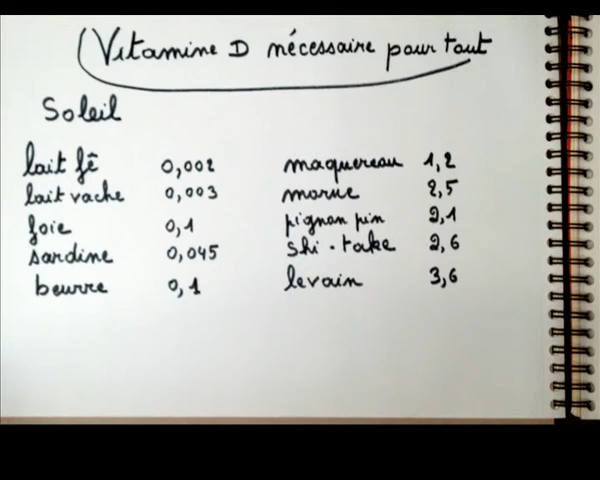 Vitamine D nécessaire pour tout
Soleil
lait fê 0,002
lait vache 0,003
foie 0,1
sardine 0,045
beurre 0,1
maquereau 1,2
morue 2,5
pignon pin 2,1
shi-take 2,6
levain 3,6